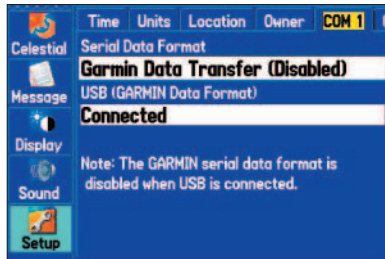 Time Units Location Owner COM 1
Celestial
Message
Display
Sound
Setup
Serial Data Format
Garmin Data Transfer (Disabled)
USB (GARMIN Data Format)
Connected
Note: The GARMIN serial data format is
disabled when USB is connected.